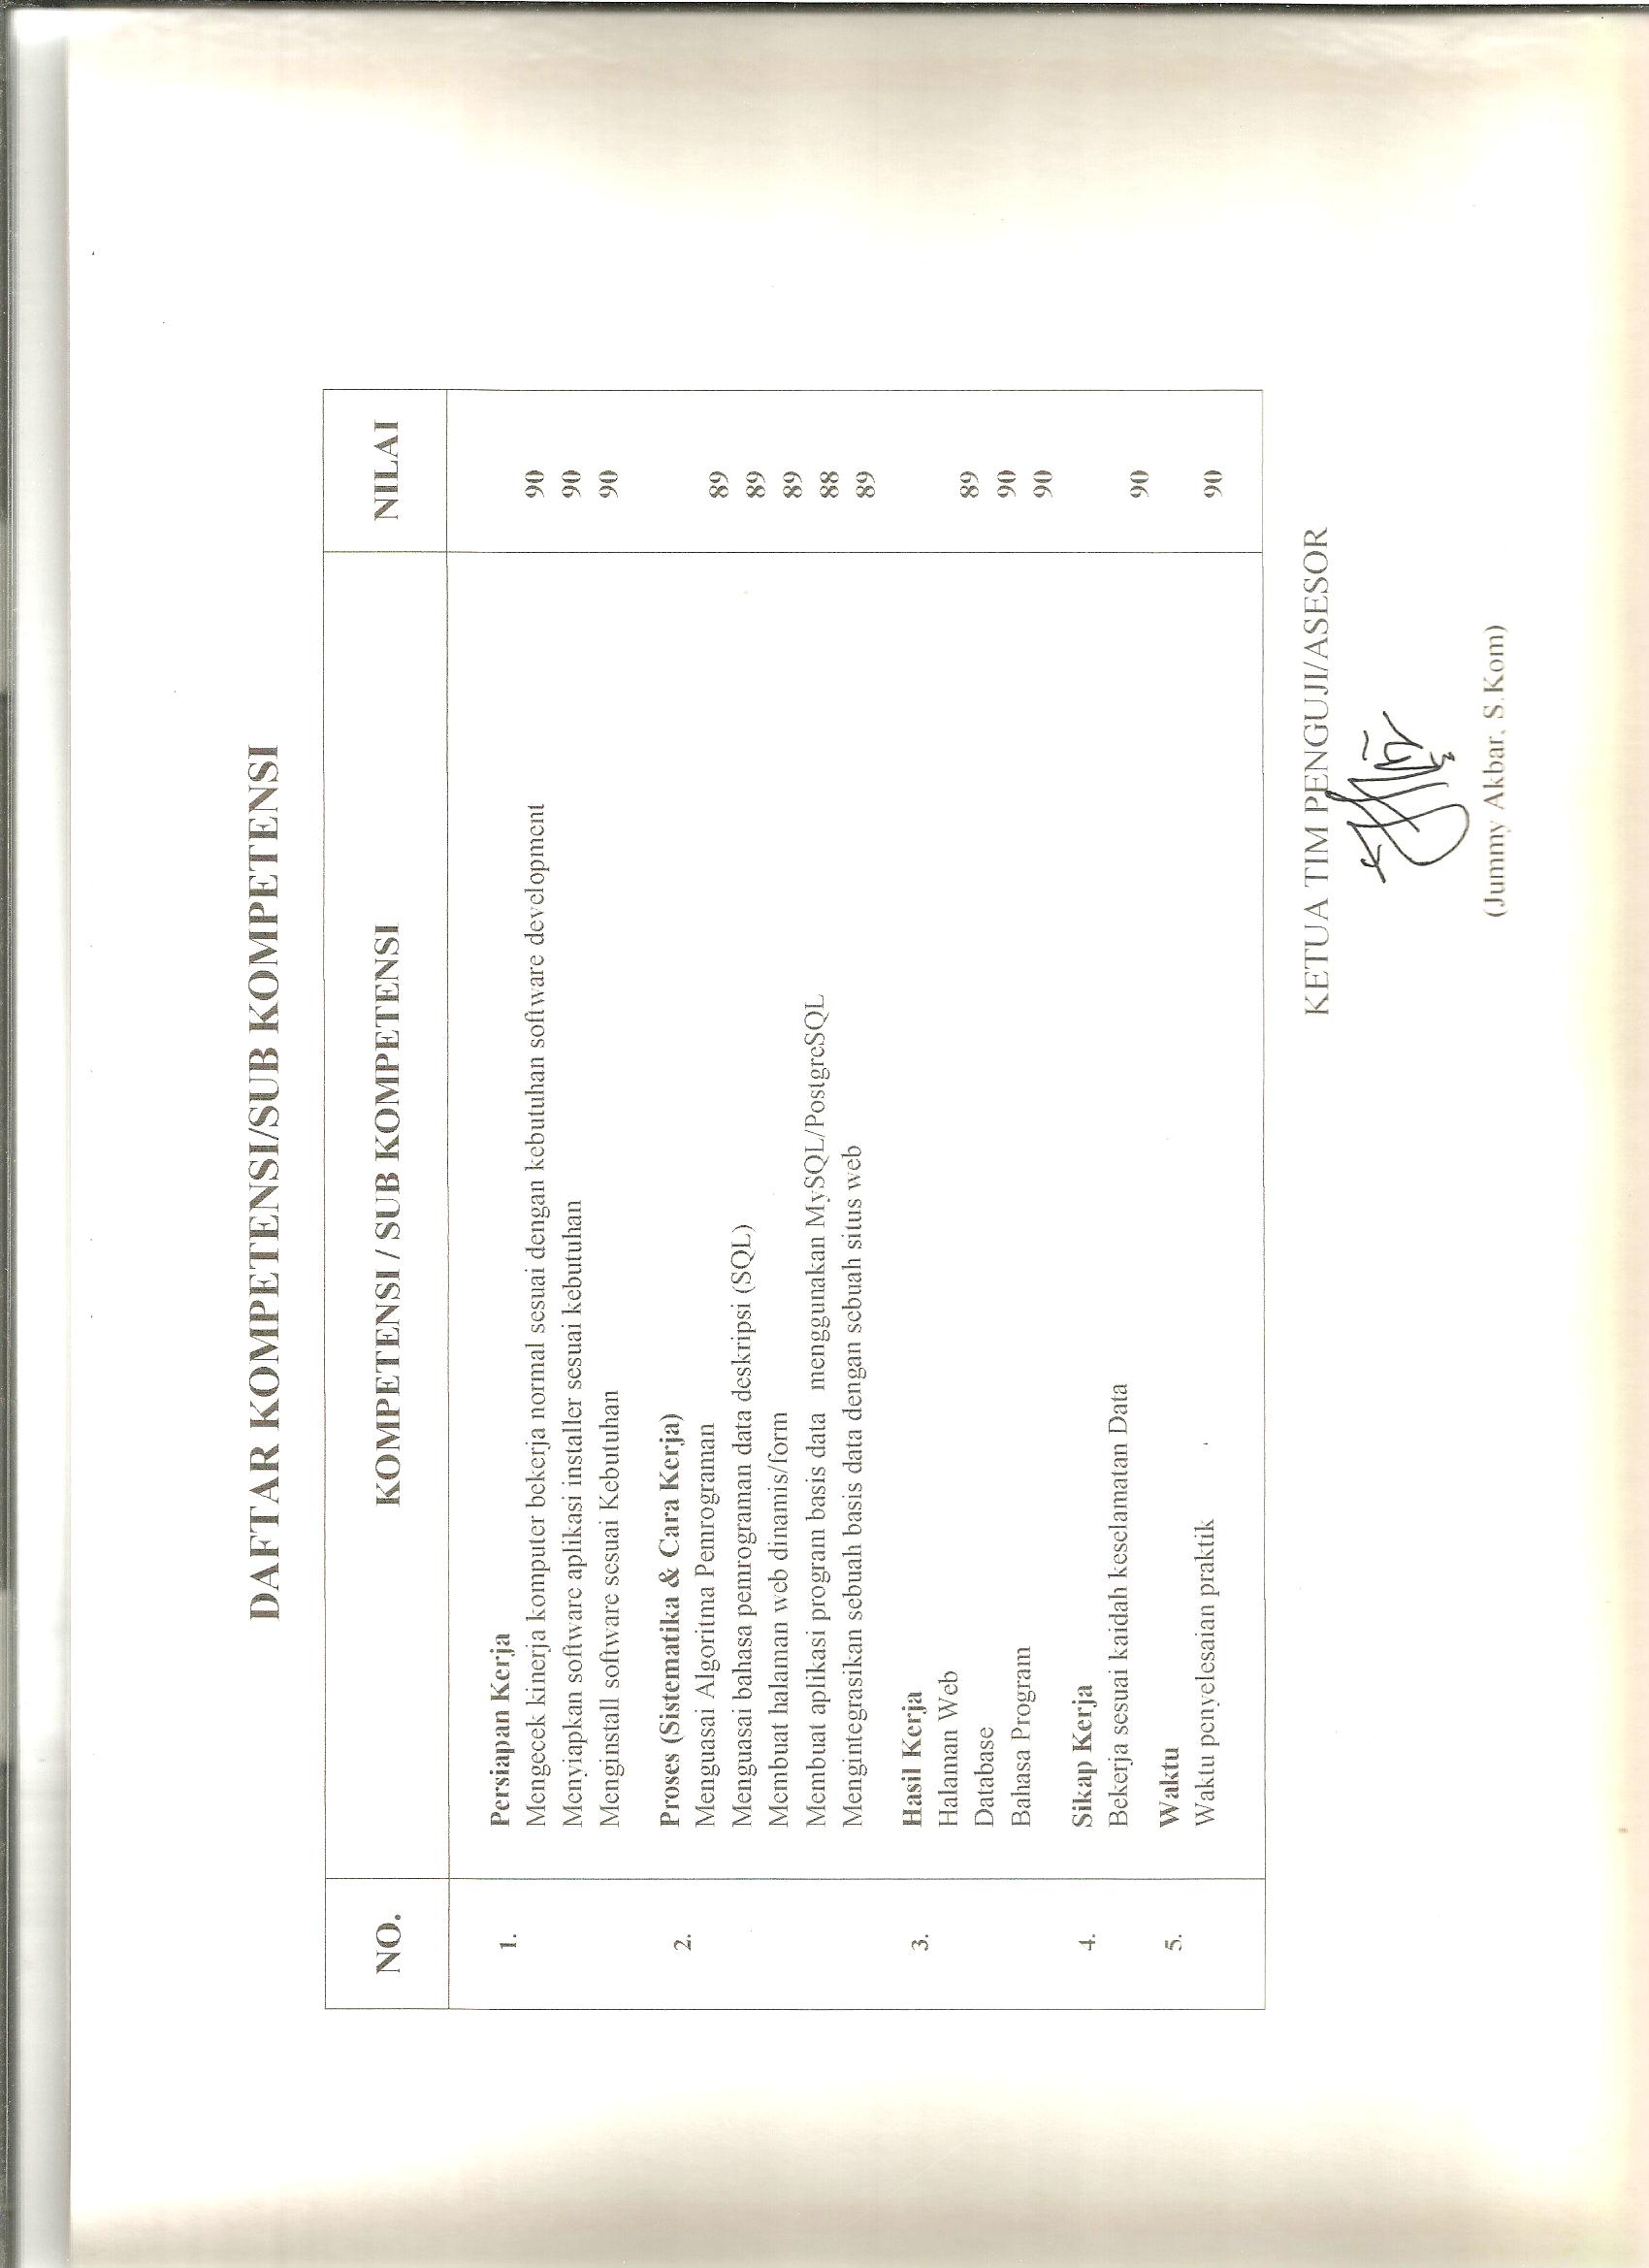 DAFTAR KOMPETENSI/SUB KOMPETENSI
NO. KOMPETENSI / SUB KOMPETENSI NILAI
1. Persiapan Kerja
Mengecek kinerja komputer bekerja normal sesuai dengan kebutuhan software development 90
Menyiapkan software aplikasi installer sesuai kebutuhan 90
Menginstall software sesuai Kebutuhan 90
2. Proses (Sistematika & Cara Kerja)
Menguasai Algoritma Pemrograman 89
Menguasai bahasa pemrograman data deskripsi (SQL) 89
Membuat halaman web dinamis/form 89
Membuat aplikasi program basis data menggunakan MySQL/PostgreSQL 88
Mengintegrasikan sebuah basis data dengan sebuah situs web 89
3. Hasil Kerja
Halaman Web 89
Database 90
Bahasa Program 90
4. Sikap Kerja
Bekerja sesuai kaidah keselamatan Data 90
5. Waktu
Waktu penyelesaian praktik 90
KETUA TIM PENGUJI/ASESOR
(Jummy Akbar, S.Kom)